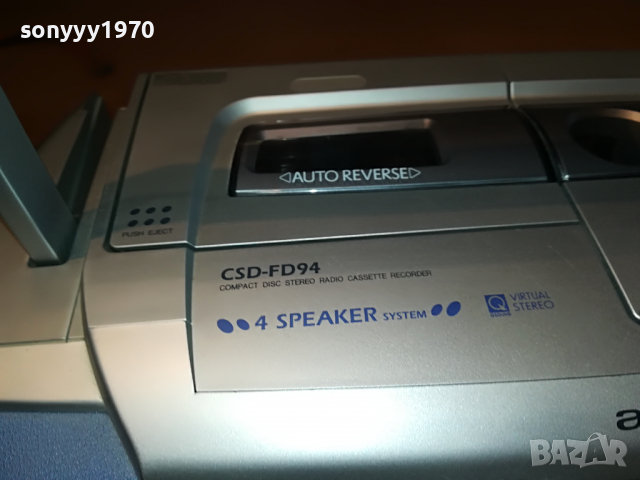 sonyyy1970
◁AUTO REVERSE▷
PUSH EJECT
CSD-FD94
COMPACT DISC STEREO RADIO CASSETTE RECORDER
4 SPEAKER SYSTEM
Q
VIRTUAL
STEREO
a
BAZAR